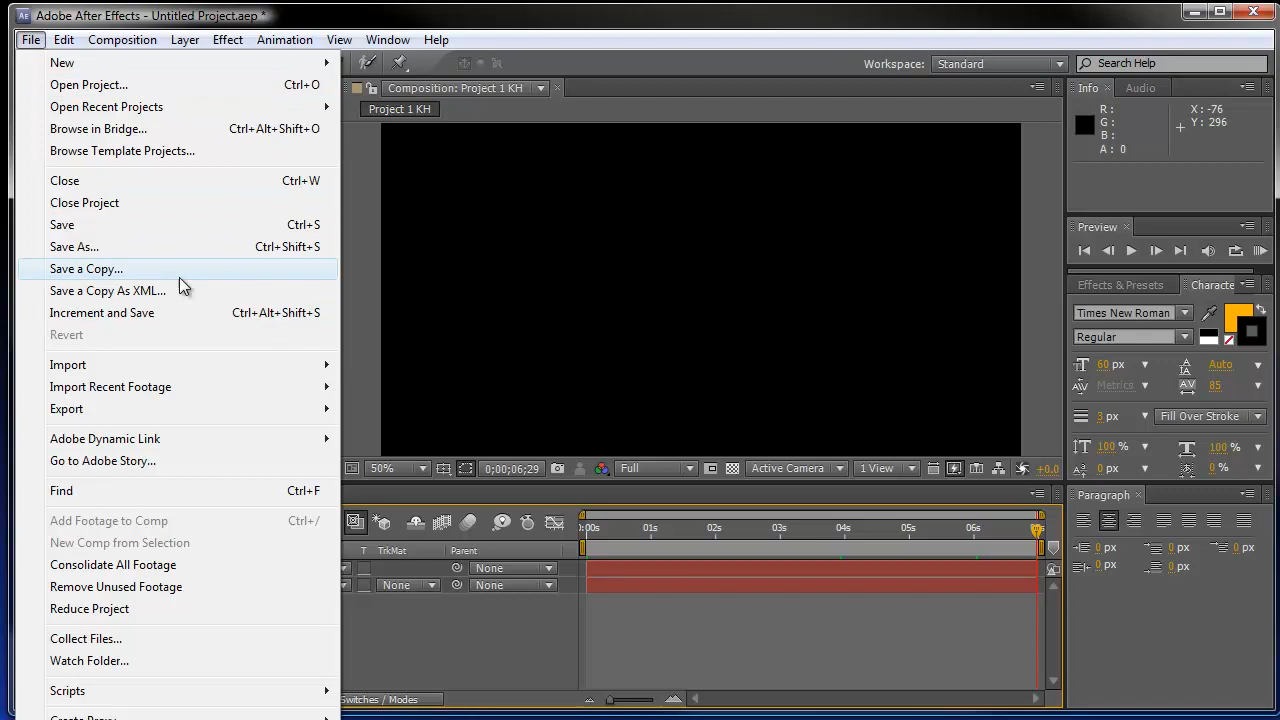 Adobe After Effects - Untitled Project.aep *
File Edit Composition Layer Effect Animation View Window Help
Workspace: Standard Search Help
New
Open Project... Ctrl+O
Open Recent Projects
Browse in Bridge... Ctrl+Alt+Shift+O
Browse Template Projects...
Close Ctrl+W
Close Project
Save Ctrl+S
Save As... Ctrl+Shift+S
Save a Copy...
Save a Copy As XML...
Increment and Save Ctrl+Alt+Shift+S
Revert
Import
Import Recent Footage
Export
Adobe Dynamic Link
Go to Adobe Story...
Find Ctrl+F
Add Footage to Comp Ctrl+/
New Comp from Selection
Consolidate All Footage
Remove Unused Footage
Reduce Project
Collect Files...
Watch Folder...
Scripts
Create Proxy
Composition: Project 1 KH
Project 1 KH
50% 0;00;06;29 Full Active Camera 1 View +0.0
0:00s 01s 02s 03s 04s 05s 06s
T TrkMat Parent
None
None None
Switches / Modes
Info Audio
R: X: -76
G: Y: 296
B:
A: 0
Preview
Effects & Presets Characte
Times New Roman
Regular
60 px Auto
Metrics 85
3 px Fill Over Stroke
100 % 100 %
0 px 0 %
Paragraph
0 px 0 px 0 px
0 px 0 px